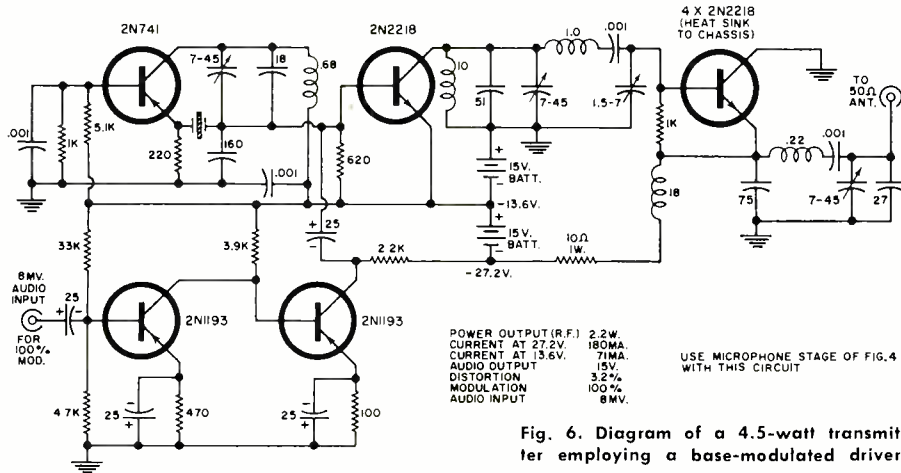 2N741
2N2218
4 X 2N2218
(HEAT SINK
TO CHASSIS)
7-45
18
.68
10
51
7-45
1.0
.001
1.5-7
TO
50Ω
ANT.
.001
1K
5.1K
220
160
.001
620
+
15V.
BATT.
-
-13.6V.
+
15V.
BATT.
-
-27.2V.
1K
18
.22
.001
75
7-45
27
33K
3.9K
+
25
-
2.2K
10Ω
1W.
8MV.
AUDIO
INPUT
25
+ -
FOR
100%
MOD.
2N1193
2N1193
4.7K
-
25
+
470
-
25
+
100
POWER OUTPUT (R.F.) 2.2W.
CURRENT AT 27.2V. 180MA.
CURRENT AT 13.6V. 71MA.
AUDIO OUTPUT 15V.
DISTORTION 3.2%
MODULATION 100%
AUDIO INPUT 8MV.
USE MICROPHONE STAGE OF FIG.4
WITH THIS CIRCUIT
Fig. 6. Diagram of a 4.5-watt transmit-
ter employing a base-modulated driver